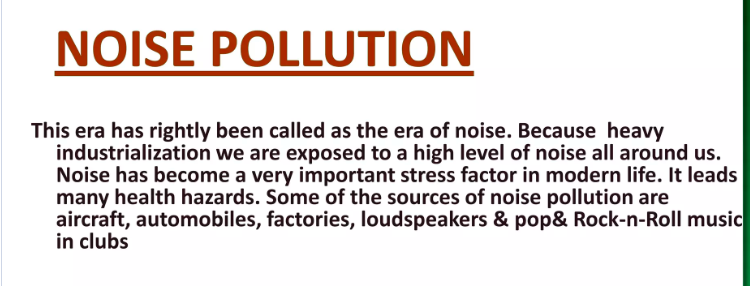 NOISE POLLUTION
This era has rightly been called as the era of noise. Because  heavy
industrialization we are exposed to a high level of noise all around us.
Noise has become a very important stress factor in modern life. It leads
many health hazards. Some of the sources of noise pollution are
aircraft, automobiles, factories, loudspeakers & pop& Rock-n-Roll music
in clubs